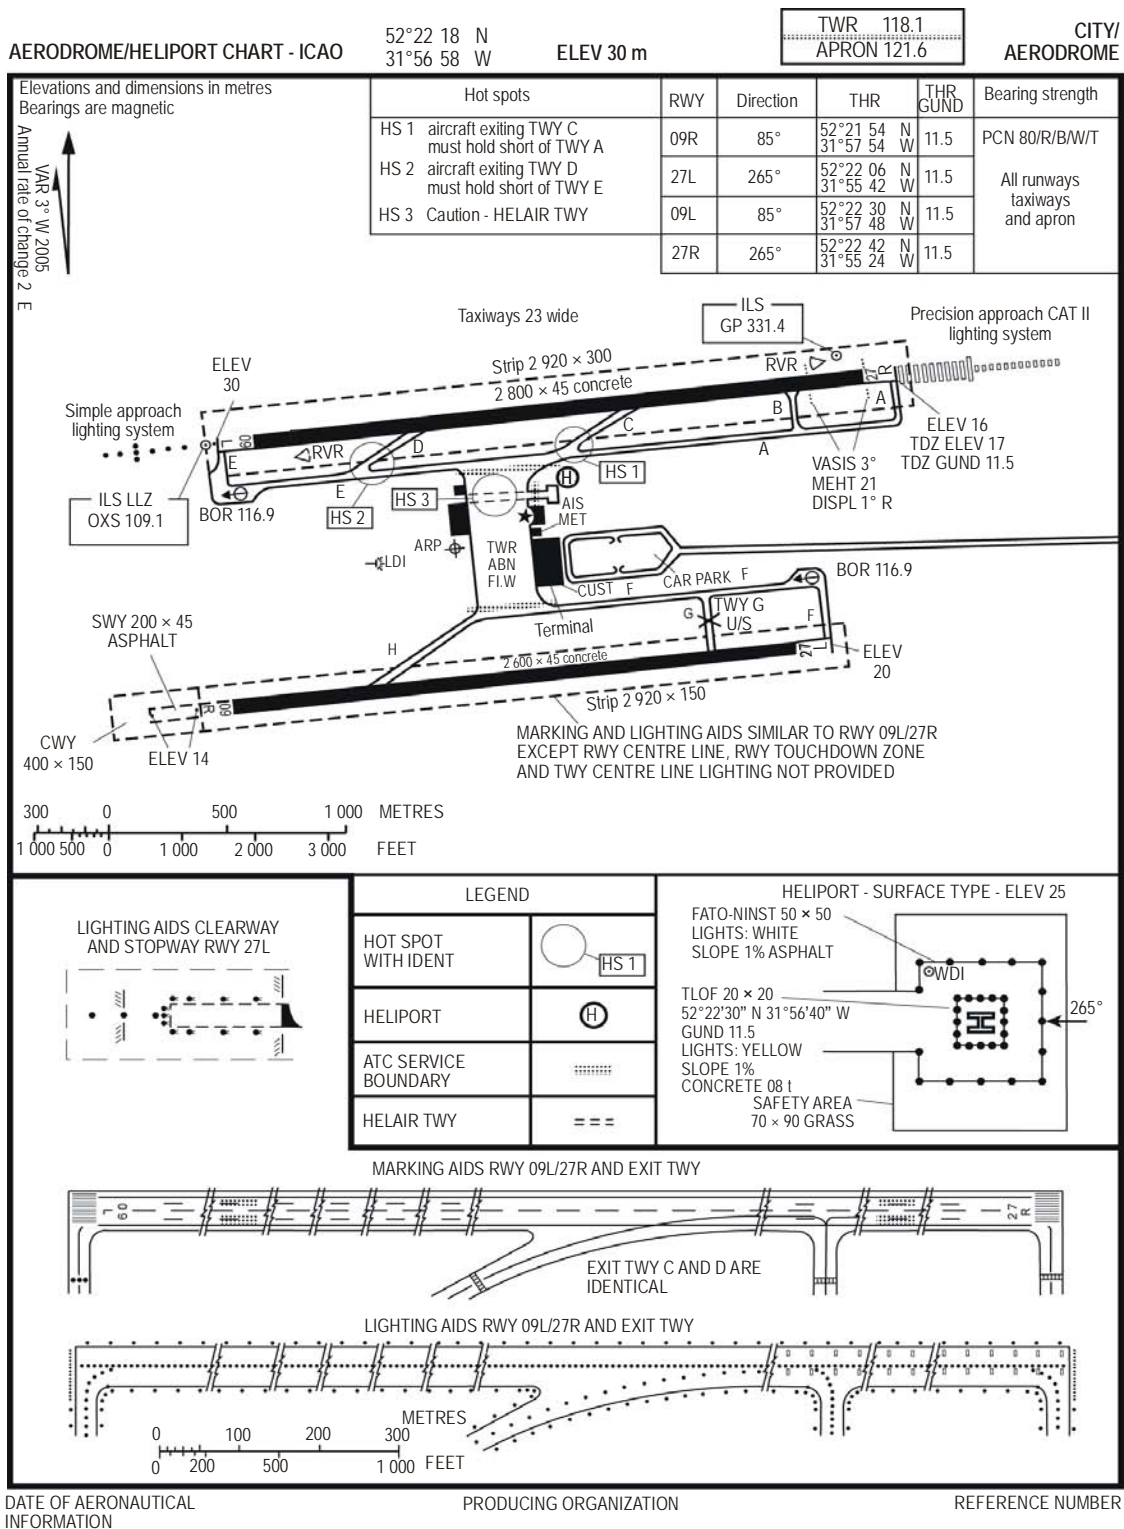 AERODROME/HELIPORT CHART - ICAO
52°22 18 N
31°56 58 W
ELEV 30 m
TWR 118.1
APRON 121.6
CITY/
AERODROME
Elevations and dimensions in metres
Bearings are magnetic
VAR 3° W 2005
Annual rate of change 2 E
Hot spots
HS 1 aircraft exiting TWY C
must hold short of TWY A
HS 2 aircraft exiting TWY D
must hold short of TWY E
HS 3 Caution - HELAIR TWY
RWY Direction THR THR
GUND
Bearing strength
09R 85° 52°21 54 N
31°57 54 W 11.5
27L 265° 52°22 06 N
31°55 42 W 11.5
09L 85° 52°22 30 N
31°57 48 W 11.5
27R 265° 52°22 42 N
31°55 24 W 11.5
PCN 80/R/B/W/T
All runways
taxiways
and apron
Taxiways 23 wide
ILS
GP 331.4
Precision approach CAT II
lighting system
ELEV
30
Strip 2 920 × 300
2 800 × 45 concrete
RVR
27
R
Simple approach
lighting system
L
09
RVR
D
C
B
A
A
E
E
ELEV 16
TDZ ELEV 17
TDZ GUND 11.5
VASIS 3°
MEHT 21
DISPL 1° R
ILS LLZ
OXS 109.1
BOR 116.9
HS 2
HS 3
HS 1
H
AIS
MET
ARP
LDI
TWR
ABN
FI.W
CUST
F
CAR PARK
F
BOR 116.9
SWY 200 × 45
ASPHALT
Terminal
G
TWY G
U/S
F
H
2 600 × 45 concrete
27
L
ELEV
20
R
09
Strip 2 920 × 150
CWY
400 × 150
ELEV 14
MARKING AND LIGHTING AIDS SIMILAR TO RWY 09L/27R
EXCEPT RWY CENTRE LINE, RWY TOUCHDOWN ZONE
AND TWY CENTRE LINE LIGHTING NOT PROVIDED
300 0 500 1 000 METRES
1 000 500 0 1 000 2 000 3 000 FEET
LIGHTING AIDS CLEARWAY
AND STOPWAY RWY 27L
LEGEND
HOT SPOT
WITH IDENT
HS 1
HELIPORT
H
ATC SERVICE
BOUNDARY
HELAIR TWY
HELIPORT - SURFACE TYPE - ELEV 25
FATO-NINST 50 × 50
LIGHTS: WHITE
SLOPE 1% ASPHALT
WDI
TLOF 20 × 20
52°22'30" N 31°56'40" W
GUND 11.5
LIGHTS: YELLOW
SLOPE 1%
CONCRETE 08 t
SAFETY AREA
70 × 90 GRASS
H
265°
MARKING AIDS RWY 09L/27R AND EXIT TWY
L
09
27
R
EXIT TWY C AND D ARE
IDENTICAL
LIGHTING AIDS RWY 09L/27R AND EXIT TWY
METRES
0 100 200 300
0 200 500 1 000 FEET
DATE OF AERONAUTICAL
INFORMATION
PRODUCING ORGANIZATION
REFERENCE NUMBER